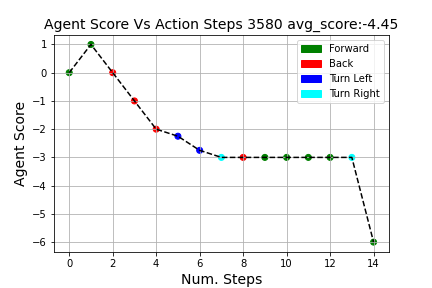 Agent Score Vs Action Steps 3580 avg_score:-4.45
Agent Score
1
0
−1
−2
−3
−4
−5
−6
Forward
Back
Turn Left
Turn Right
0 2 4 6 8 10 12 14
Num. Steps